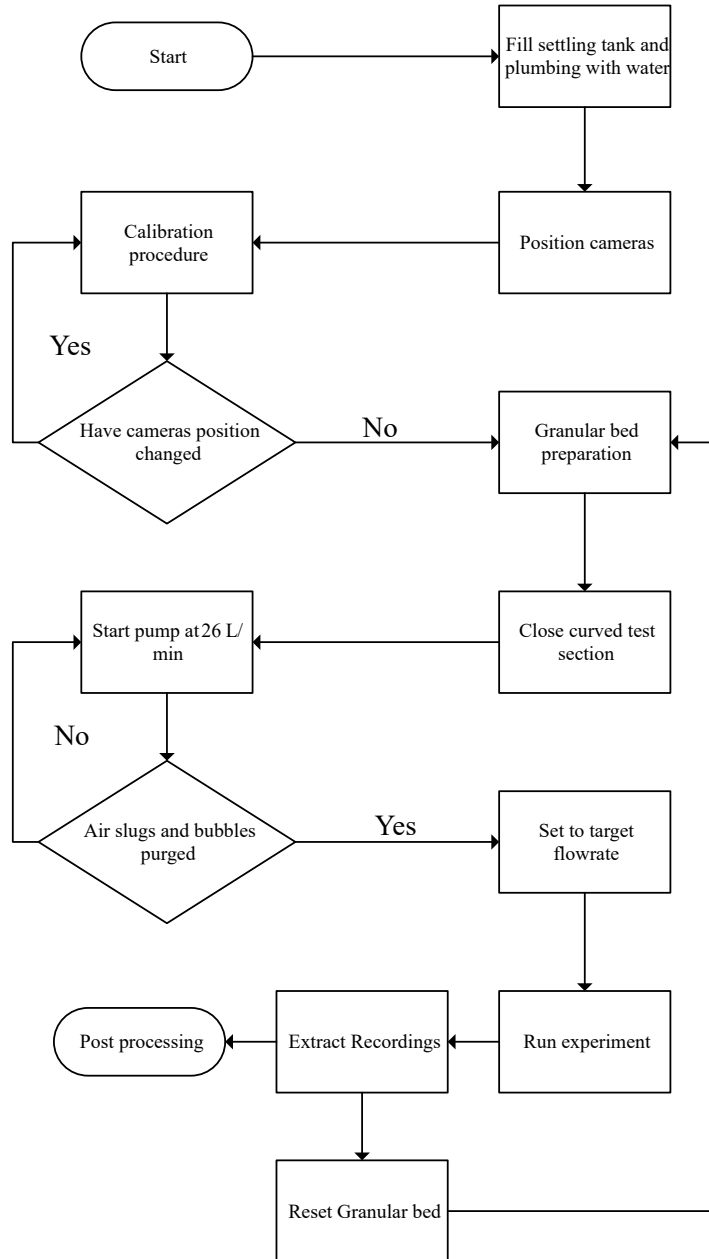 Start
Fill settling tank and
plumbing with water
Calibration
procedure
Position cameras
Yes
Have cameras position
changed
No
Granular bed
preparation
Start pump at 26 L/
min
Close curved test
section
No
Air slugs and bubbles
purged
Yes
Set to target
flowrate
Post processing
Extract Recordings
Run experiment
Reset Granular bed